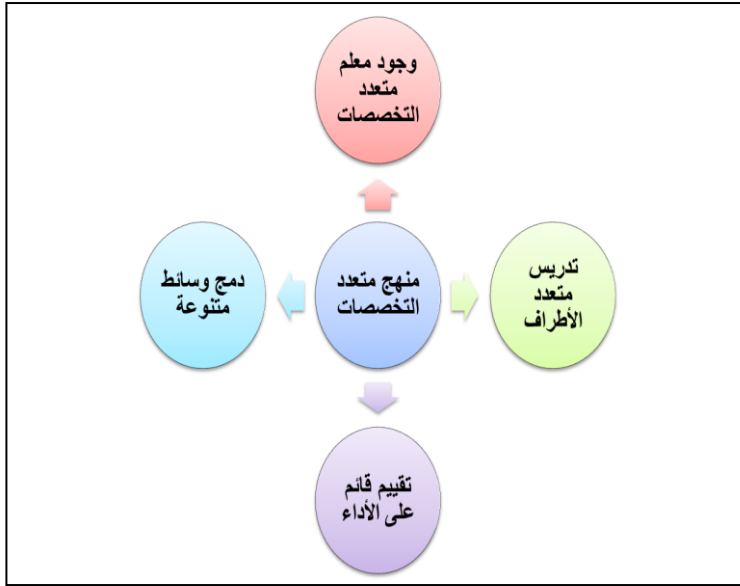 وجود معلم
متعدد
التخصصات
تدريس
متعدد
الأطراف
منهج متعدد
التخصصات
دمج وسائط
متنوعة
تقييم قائم
على الأداء